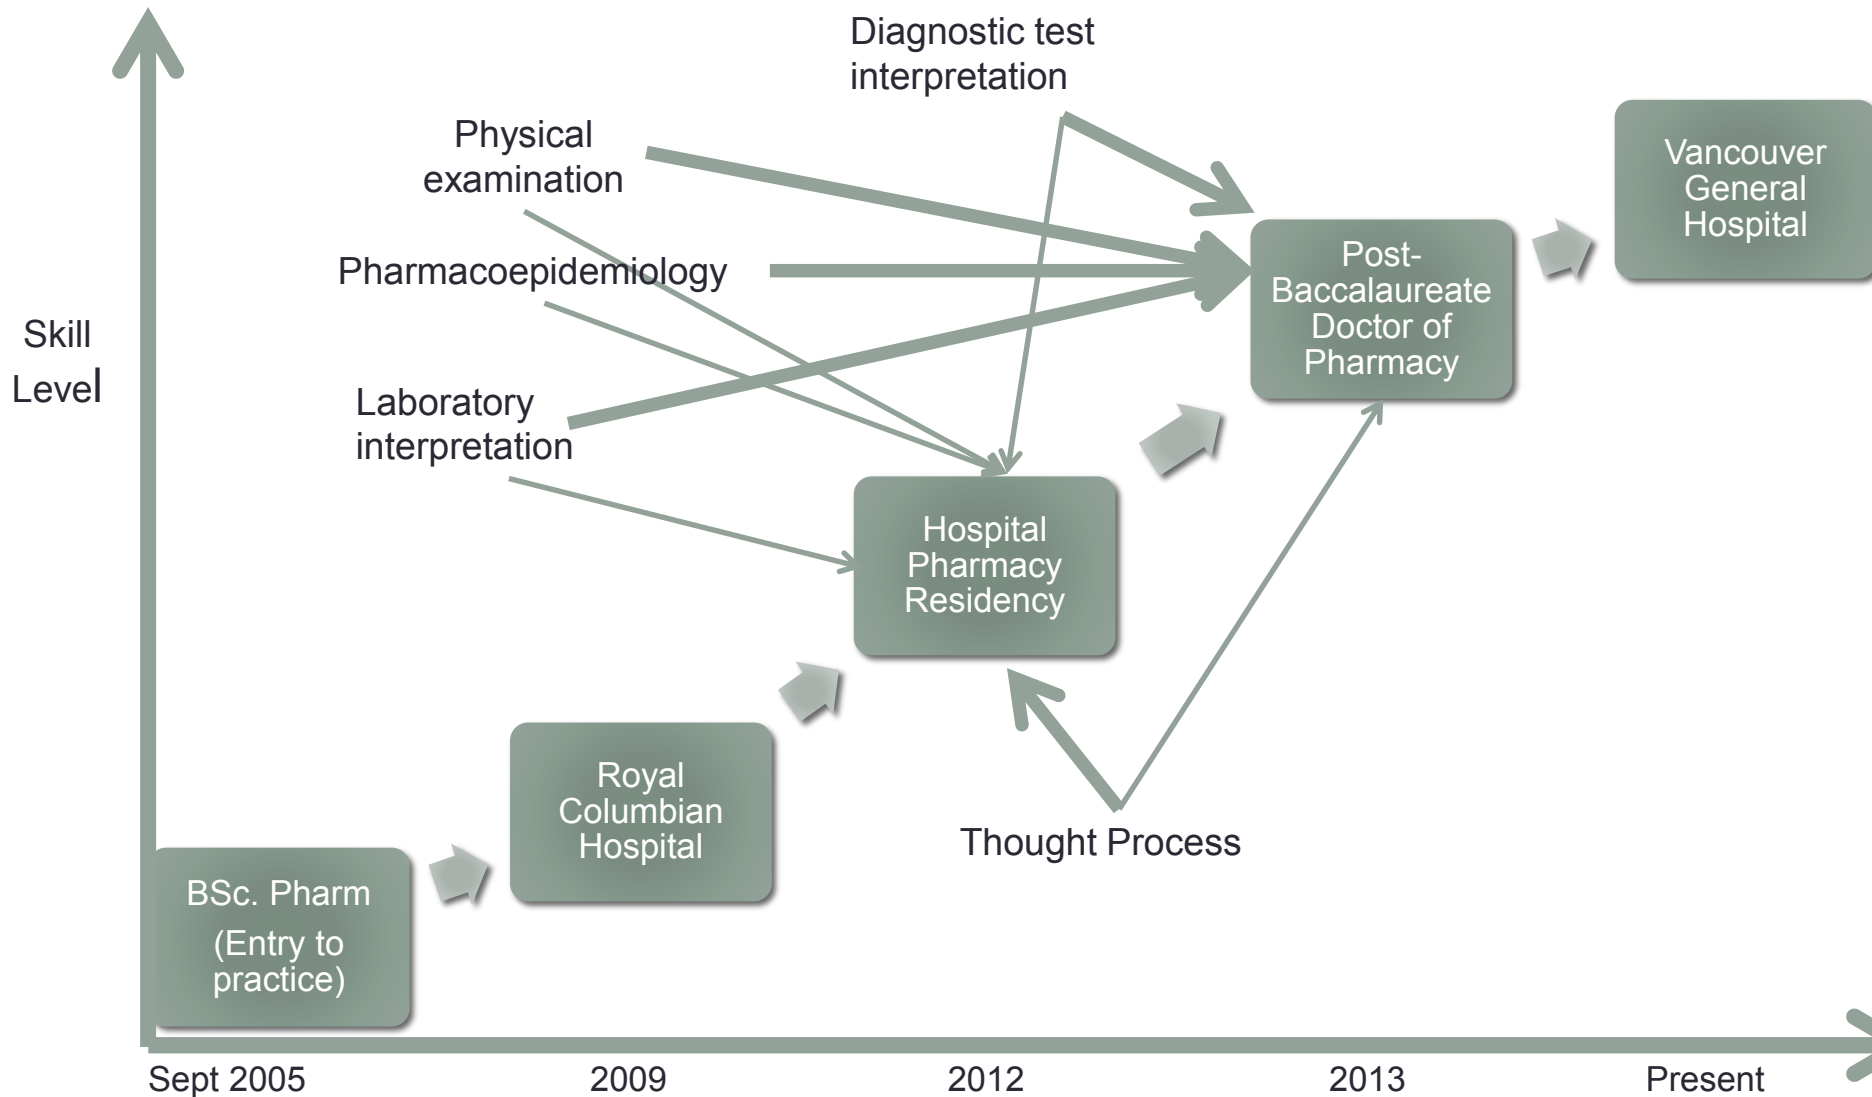 Diagnostic test
interpretation
Physical
examination
Pharmacoepidemiology
Laboratory
interpretation
Skill
Level
Vancouver
General
Hospital
Post-
Baccalaureate
Doctor of
Pharmacy
Hospital
Pharmacy
Residency
Royal
Columbian
Hospital
Thought Process
BSc. Pharm
(Entry to
practice)
Sept 2005
2009
2012
2013
Present